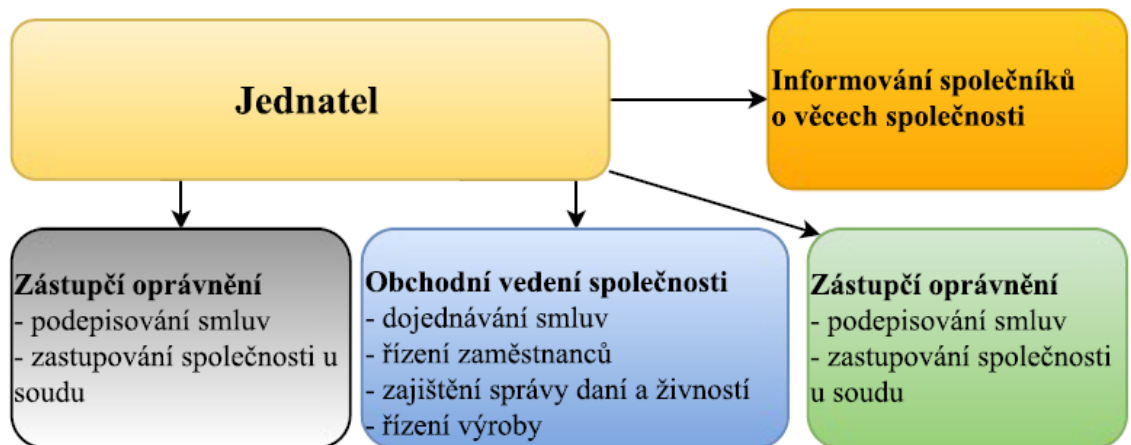 Jednatel
Informování společníků
o věcech společnosti
Zástupčí oprávnění
- podepisování smluv
- zastupování společnosti u
soudu
Obchodní vedení společnosti
- dojednávání smluv
- řízení zaměstnanců
- zajištění správy daní a živností
- řízení výroby
Zástupčí oprávnění
- podepisování smluv
- zastupování společnosti
u soudu